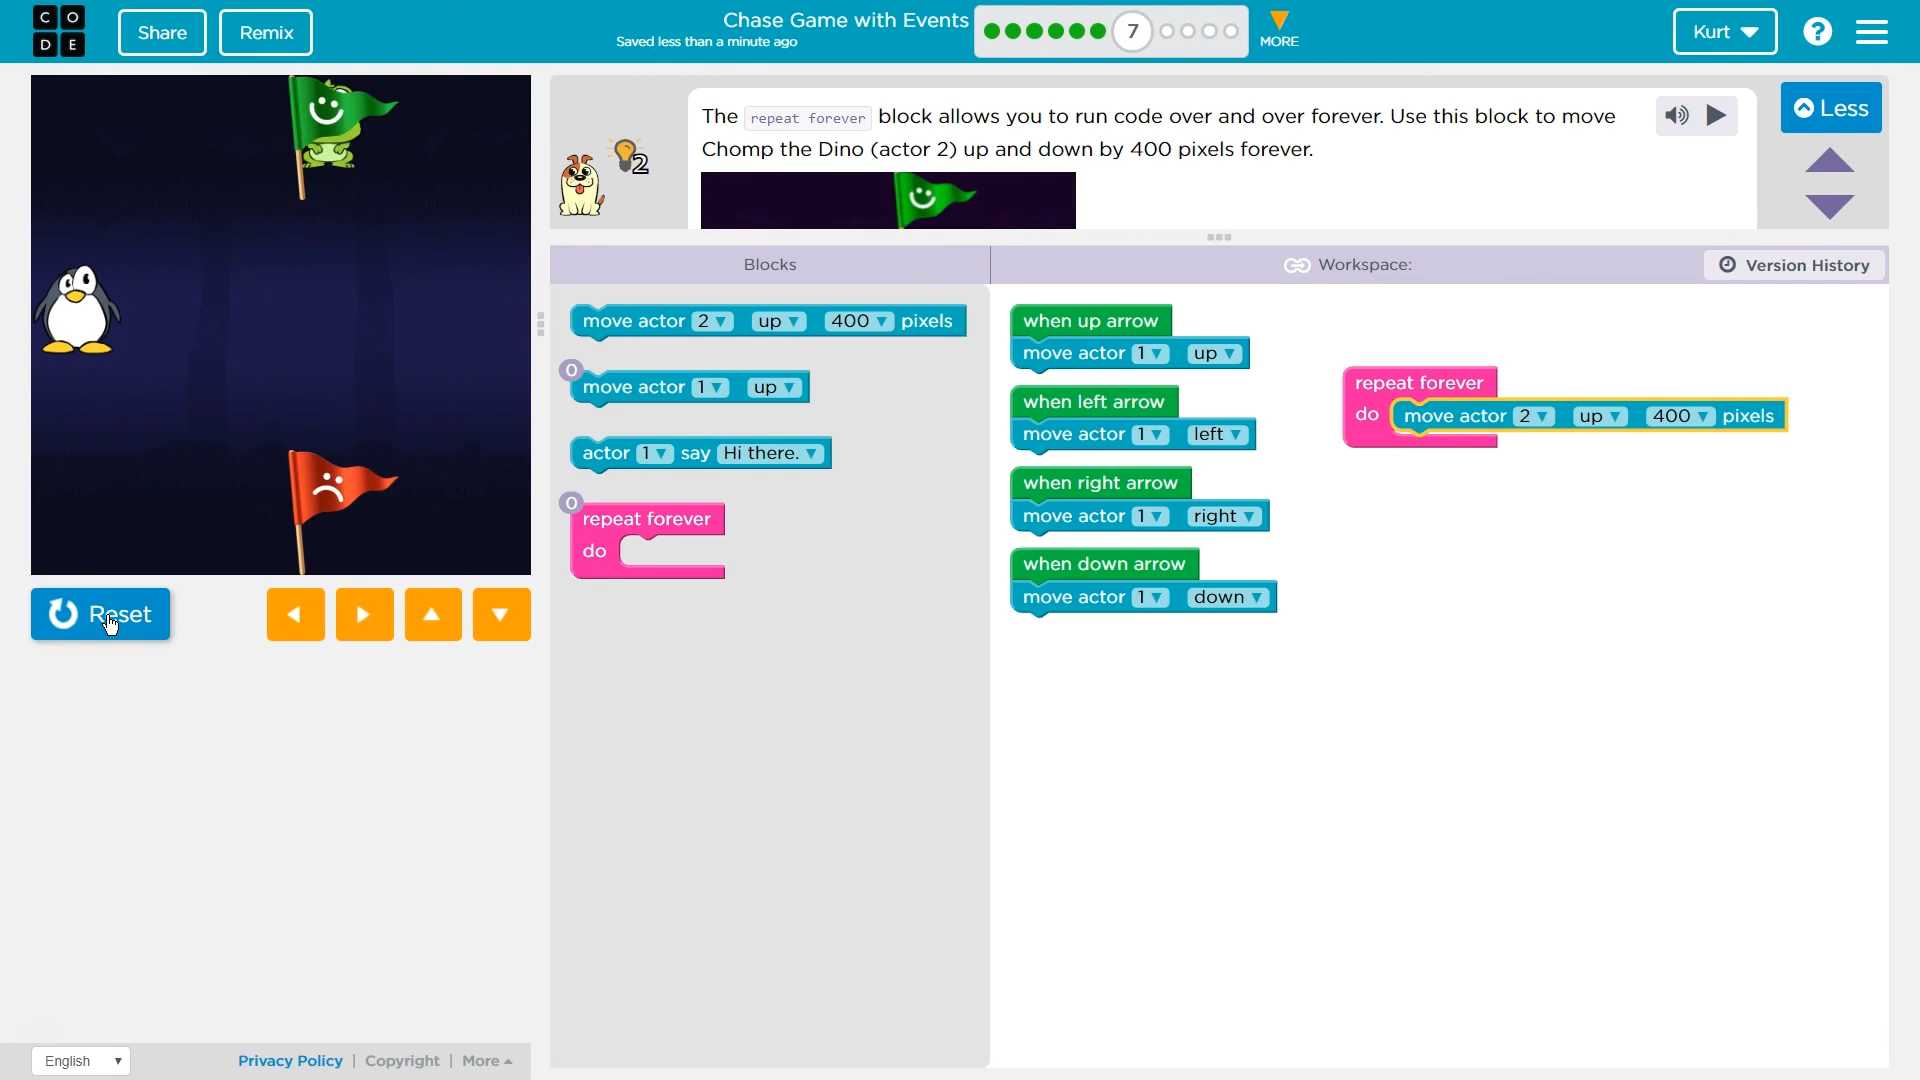 CO
DE
Share
Remix
Chase Game with Events
Saved less than a minute ago
7
MORE
Kurt
?
The repeat forever block allows you to run code over and over forever. Use this block to move
Chomp the Dino (actor 2) up and down by 400 pixels forever.
2
Less
Blocks
Workspace:
Version History
move actor 2 up 400 pixels
0
move actor 1 up
actor 1 say Hi there.
0
repeat forever
do
when up arrow
move actor 1 up
when left arrow
move actor 1 left
when right arrow
move actor 1 right
when down arrow
move actor 1 down
repeat forever
do move actor 2 up 400 pixels
Reset
English
Privacy Policy | Copyright | More